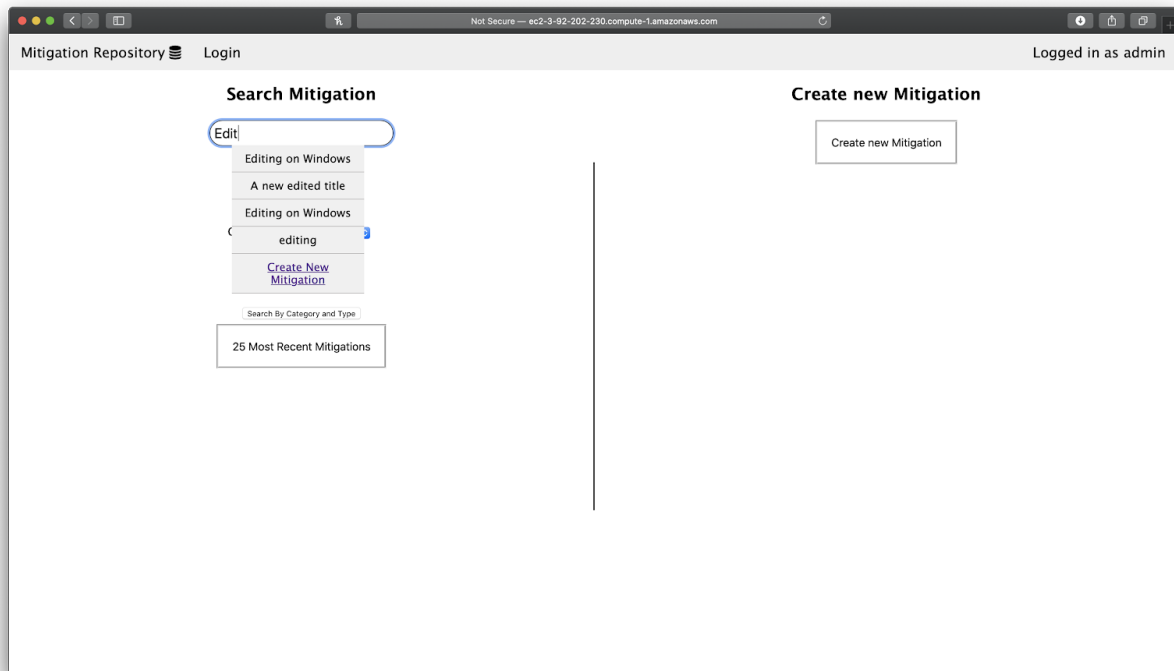 Not Secure — ec2-3-92-202-230.compute-1.amazonaws.com
Mitigation Repository Login Logged in as admin
Search Mitigation
Edit
Editing on Windows
A new edited title
Editing on Windows
editing
Create New
Mitigation
Search By Category and Type
25 Most Recent Mitigations
Create new Mitigation
Create new Mitigation